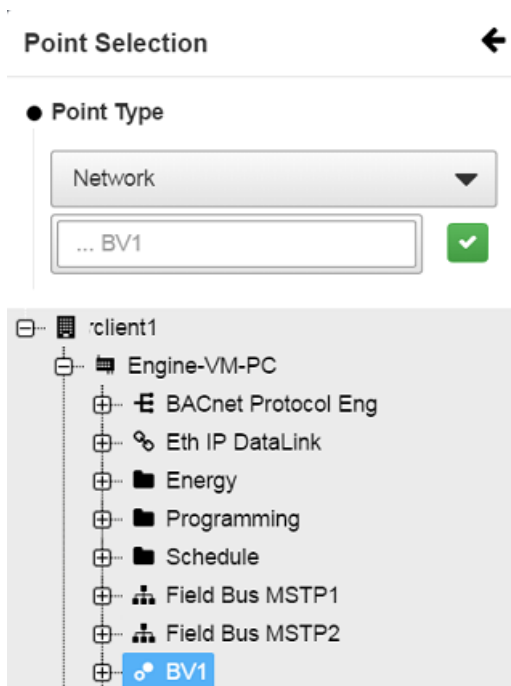 Point Selection
Point Type
Network
... BV1
rclient1
Engine-VM-PC
BACnet Protocol Eng
Eth IP DataLink
Energy
Programming
Schedule
Field Bus MSTP1
Field Bus MSTP2
BV1